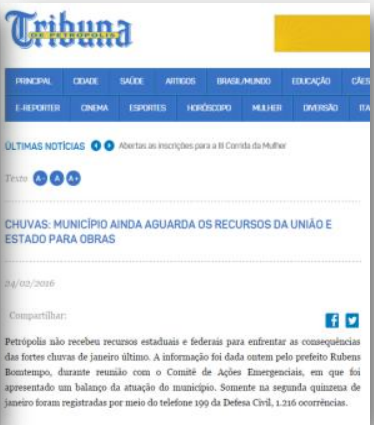 Tribuna
DE PETRÓPOLIS
PRINCIPAL CIDADE SAÚDE ARTIGOS BRASIL/MUNDO EDUCAÇÃO
E-REPORTER CINEMA ESPORTES HORÓSCOPO MULHER DIVERSÃO
ÚLTIMAS NOTÍCIAS Abertas as inscrições para a III Corrida da Mulher
Texto A- A A+
CHUVAS: MUNICÍPIO AINDA AGUARDA OS RECURSOS DA UNIÃO E
ESTADO PARA OBRAS
24/02/2016
Compartilhar:
Petrópolis não recebeu recursos estaduais e federais para enfrentar as consequências
das fortes chuvas de janeiro último. A informação foi dada ontem pelo prefeito Rubens
Bomtempo, durante reunião com o Comitê de Ações Emergenciais, em que foi
apresentado um balanço da atuação do município. Somente na segunda quinzena de
janeiro foram registradas por meio do telefone 199 da Defesa Civil, 1.216 ocorrências.